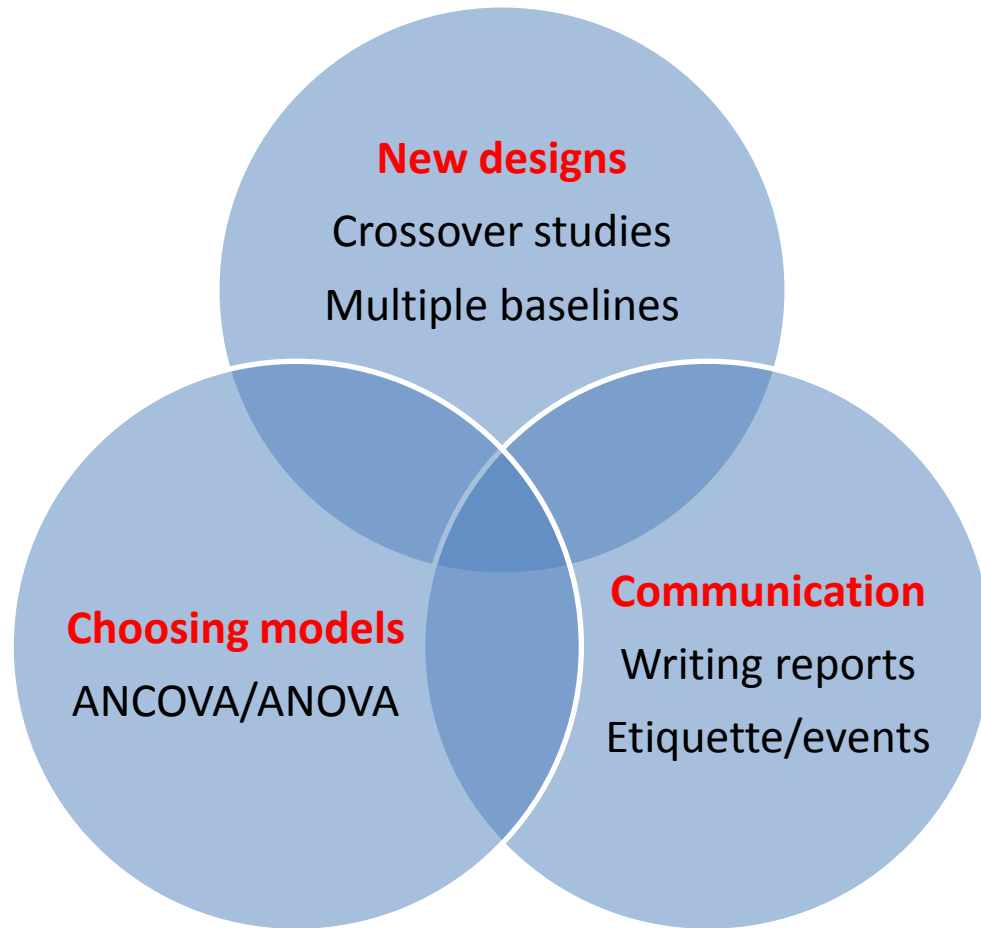 New designs
Crossover studies
Multiple baselines
Choosing models
ANCOVA/ANOVA
Communication
Writing reports
Etiquette/events